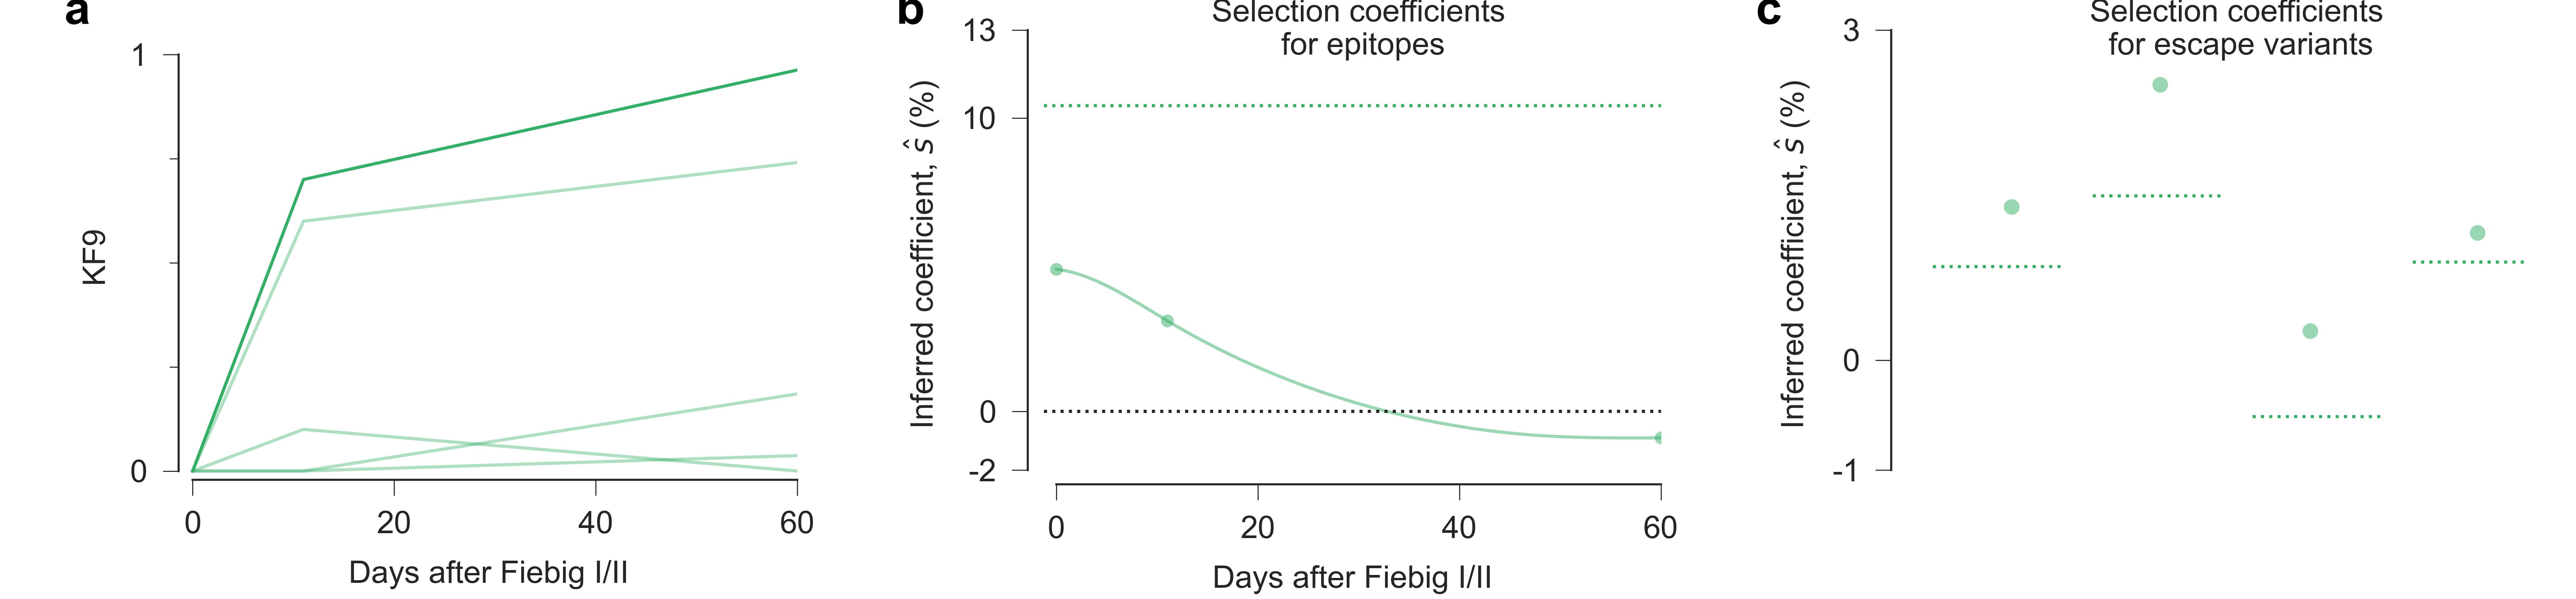 a
1
KF9
0
0 20 40 60
Days after Fiebig I/II
b
Selection coefficients
for epitopes
13
10
0
-2
Inferred coefficient, ŝ (%)
0 20 40 60
Days after Fiebig I/II
c
Selection coefficients
for escape variants
3
0
-1
Inferred coefficient, ŝ (%)